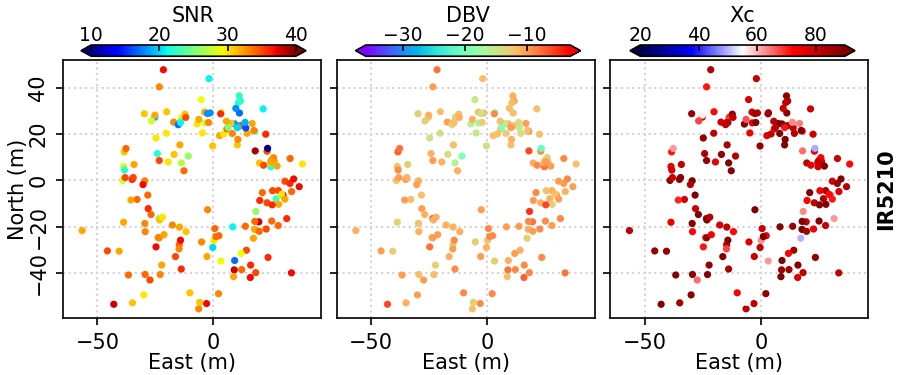 SNR
DBV
Xc
10 20 30 40
−30 −20 −10
20 40 60 80
North (m)
40
20
0
−20
−40
−50 0
−50 0
−50 0
East (m)
East (m)
East (m)
IR5210